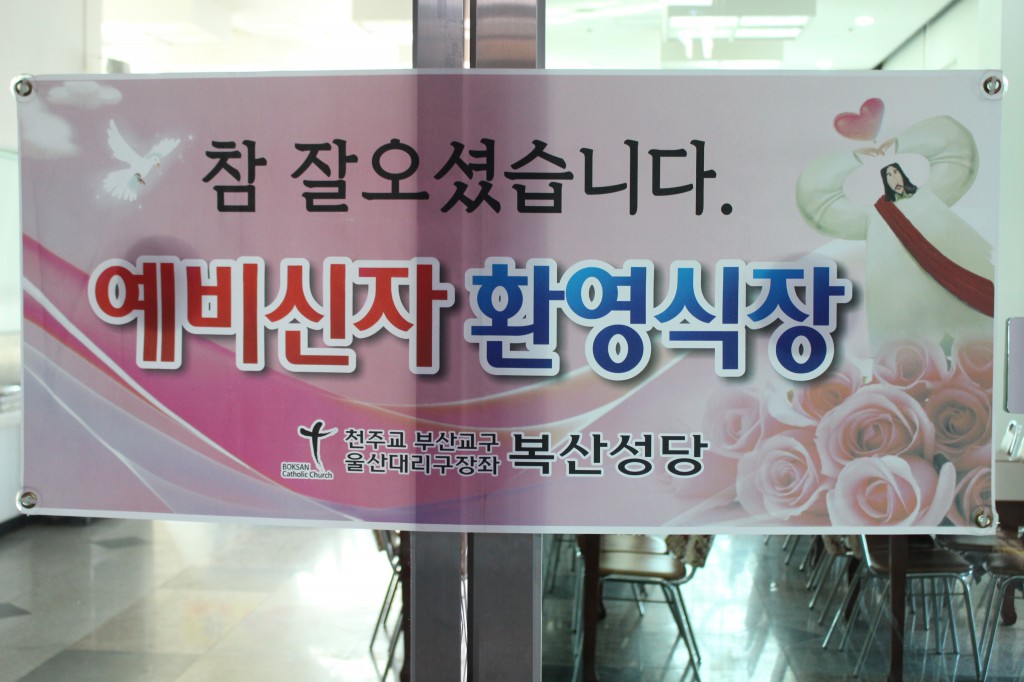 참 잘오셨습니다.
예비신자 환영식장
BOKSAN
Catholic Church
천주교 부산교구
울산대리구장좌
복산성당